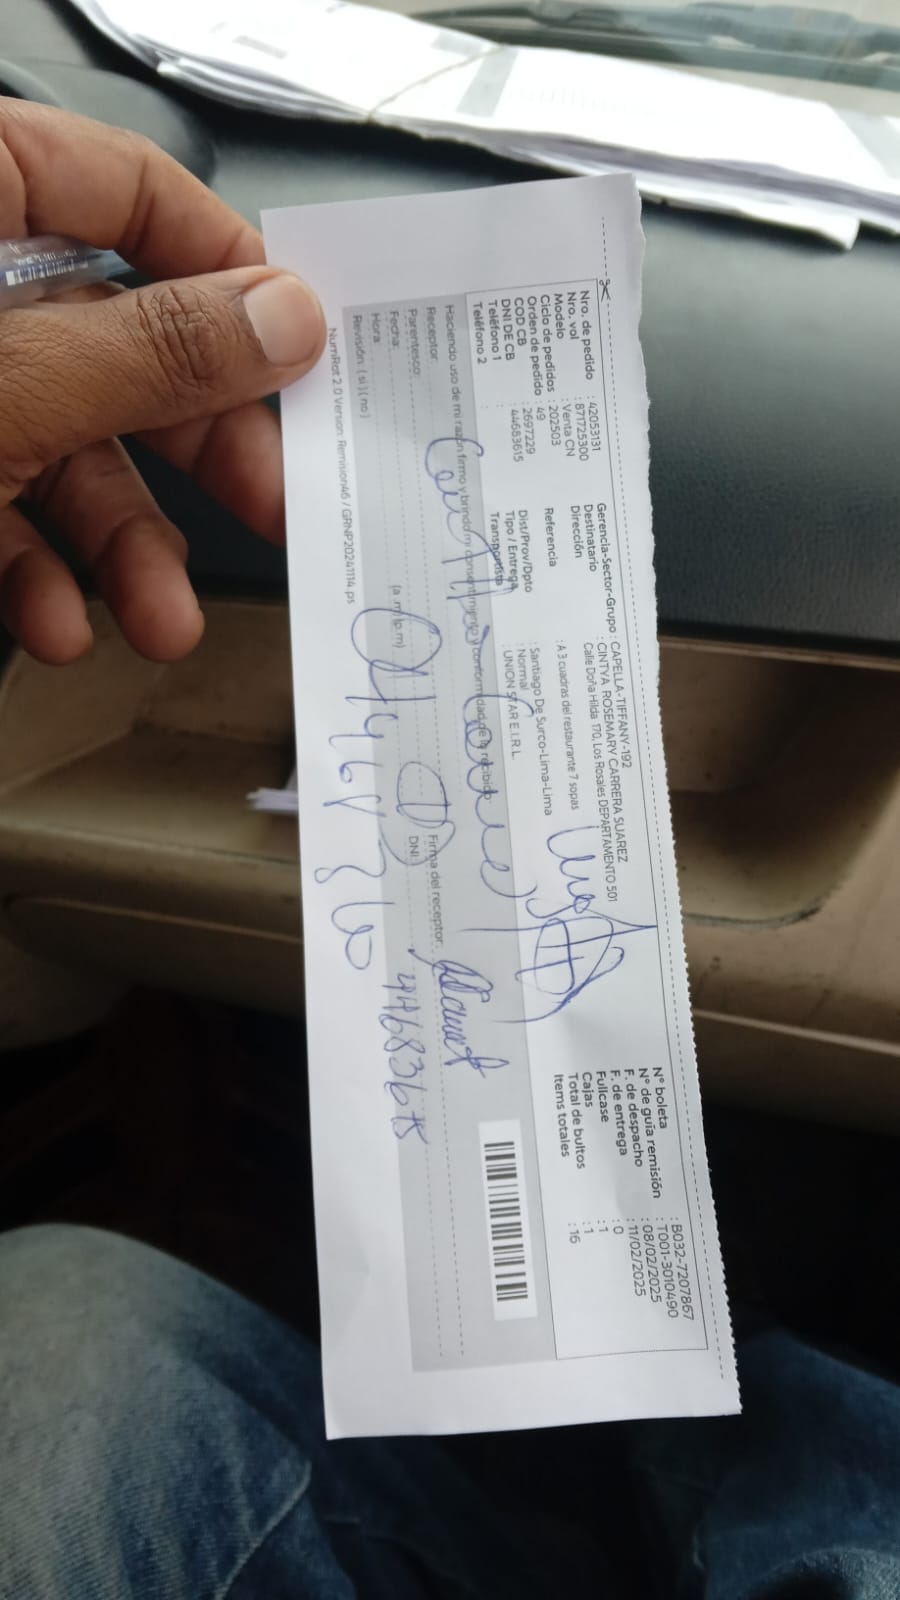 Nro. de pedido : 42053131
Nro. vol : 871725300
Modelo : Venta CN
Ciclo de pedidos : 202503
Orden de pedido : 49
COD CB : 2697229
DNI DE CB : 44683615
Teléfono 1 :
Teléfono 2 :
Gerencia-Sector-Grupo : CAPELLA-TIFFANY-192
Destinatario : CINTYA ROSEMARY CARRERA SUAREZ
Dirección : Calle Doña Hilda 170, Los Rosales DEPARTAMENTO 501
Referencia : A 3 cuadras del restaurante 7 sopas
Dist/Prov/Dpto : Santiago De Surco-Lima-Lima
Tipo / Entrega : Normal
Transportista : UNION STAR E.I.R.L.
N° boleta : B032-7207867
N° de guía remisión : T001-3010490
F. de despacho : 08/02/2025
F. de entrega : 11/02/2025
Fullcase : 0
Cajas : 1
Total de bultos : 1
Items totales : 16
Haciendo uso de mi razón firmo y brindo mi consentimiento y conformidad de lo recibido
Receptor:
Firma del receptor:
Parentesco:
DNI:
Fecha:
Hora: (a .m/p.m)
Revisión: ( si ) ( no )
NumRot 2.0 Version: Remision46 / GRNP20241114.ps